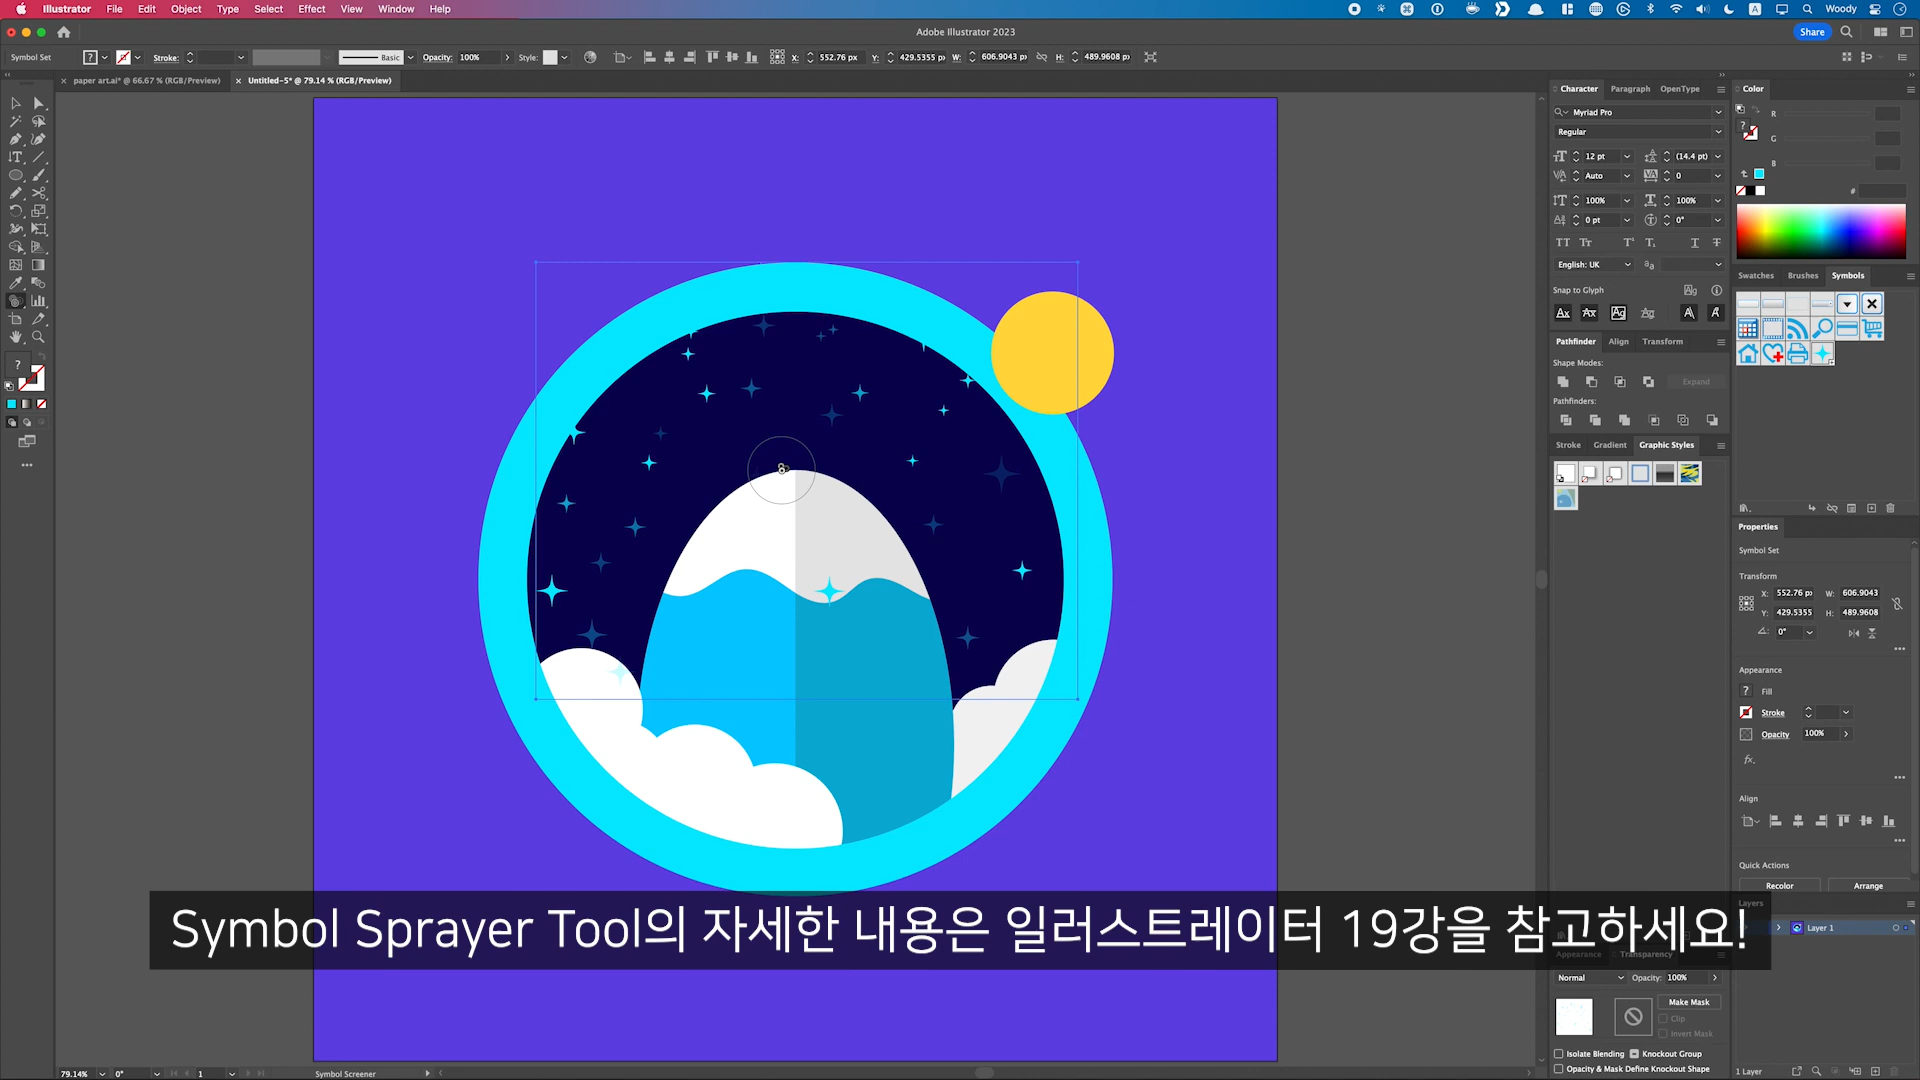 Illustrator File Edit Object Type Select Effect View Window Help
Woody
Adobe Illustrator 2023
Share
Symbol Set Stroke: Basic Opacity: 100% Style: X: 552.76 px Y: 429.5355 p W: 606.9043 p H: 489.9608 p
paper art.ai* @ 66.67 % (RGB/Preview)
Untitled-5* @ 79.14 % (RGB/Preview)
Character Paragraph OpenType
Myriad Pro
Regular
12 pt (14.4 pt)
Auto 0
100% 100%
0 pt 0°
English: UK
Snap to Glyph
Pathfinder Align Transform
Shape Modes:
Expand
Pathfinders:
Stroke Gradient Graphic Styles
Color
R
G
B
#
Swatches Brushes Symbols
Properties
Symbol Set
Transform
X: 552.76 p W: 606.9043
Y: 429.5355 H: 489.9608
0°
Appearance
? Fill
Stroke
Opacity 100%
fx.
Align
Quick Actions
Recolor Arrange
Layers
Layer 1
Symbol Sprayer Tool의 자세한 내용은 일러스트레이터 19강을 참고하세요!
Appearance Transparency
Normal Opacity: 100%
Make Mask
Clip
Invert Mask
Isolate Blending Knockout Group
Opacity & Mask Define Knockout Shape
1 Layer
79.14% 0° 1 Symbol Screener